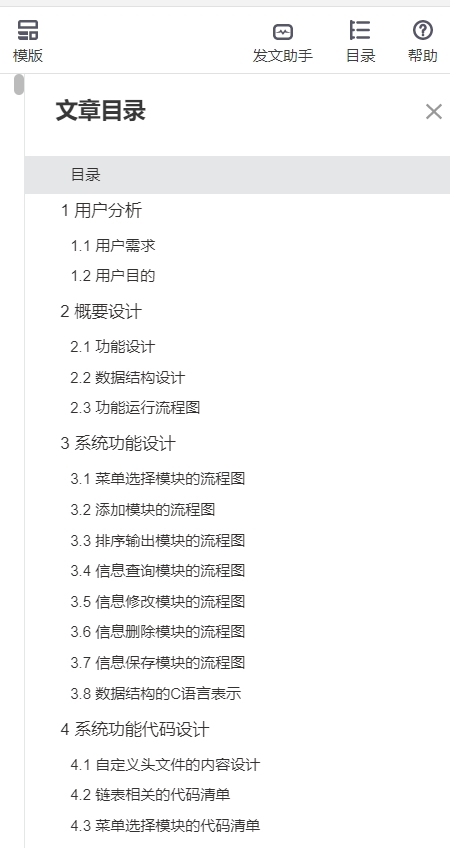 模版 发文助手 目录 帮助
文章目录
目录
1 用户分析
1.1 用户需求
1.2 用户目的
2 概要设计
2.1 功能设计
2.2 数据结构设计
2.3 功能运行流程图
3 系统功能设计
3.1 菜单选择模块的流程图
3.2 添加模块的流程图
3.3 排序输出模块的流程图
3.4 信息查询模块的流程图
3.5 信息修改模块的流程图
3.6 信息删除模块的流程图
3.7 信息保存模块的流程图
3.8 数据结构的C语言表示
4 系统功能代码设计
4.1 自定义头文件的内容设计
4.2 链表相关的代码清单
4.3 菜单选择模块的代码清单